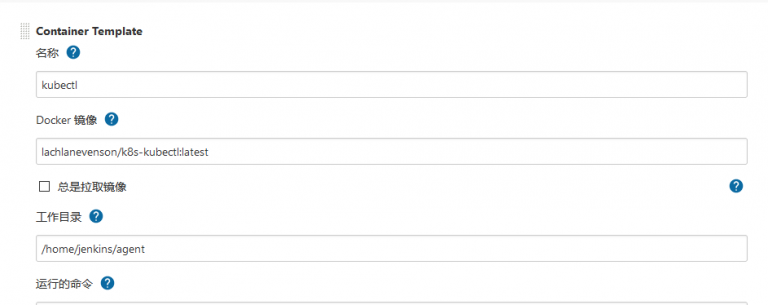 Container Template
名称
kubectl
Docker 镜像
lachlanevenson/k8s-kubectl:latest
总是拉取镜像
工作目录
/home/jenkins/agent
运行的命令